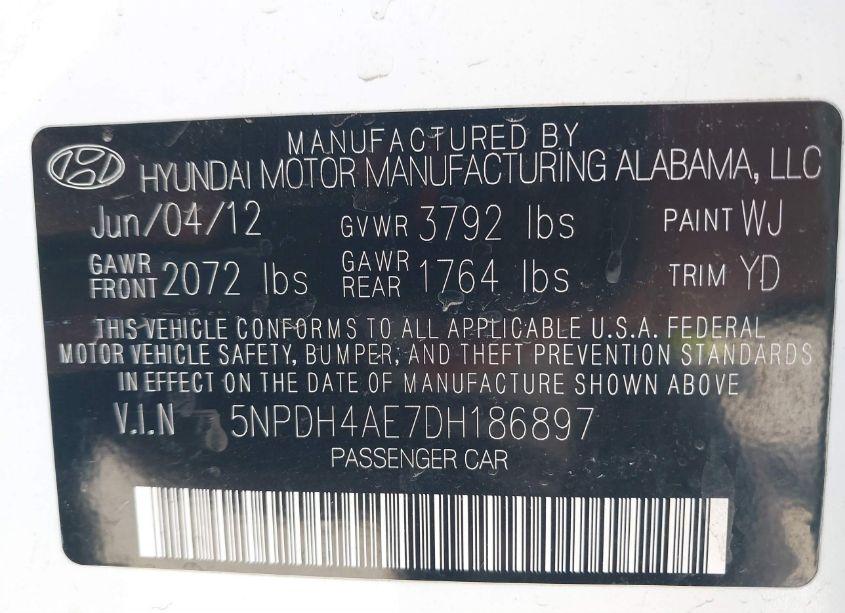 MANUFACTURED BY
HYUNDAI MOTOR MANUFACTURING ALABAMA, LLC
Jun/04/12 GVWR 3792 lbs PAINT WJ
GAWR FRONT 2072 lbs GAWR REAR 1764 lbs TRIM YD
THIS VEHICLE CONFORMS TO ALL APPLICABLE U.S.A. FEDERAL
MOTOR VEHICLE SAFETY, BUMPER, AND THEFT PREVENTION STANDARDS
IN EFFECT ON THE DATE OF MANUFACTURE SHOWN ABOVE
V.I.N 5NPDH4AE7DH186897
PASSENGER CAR